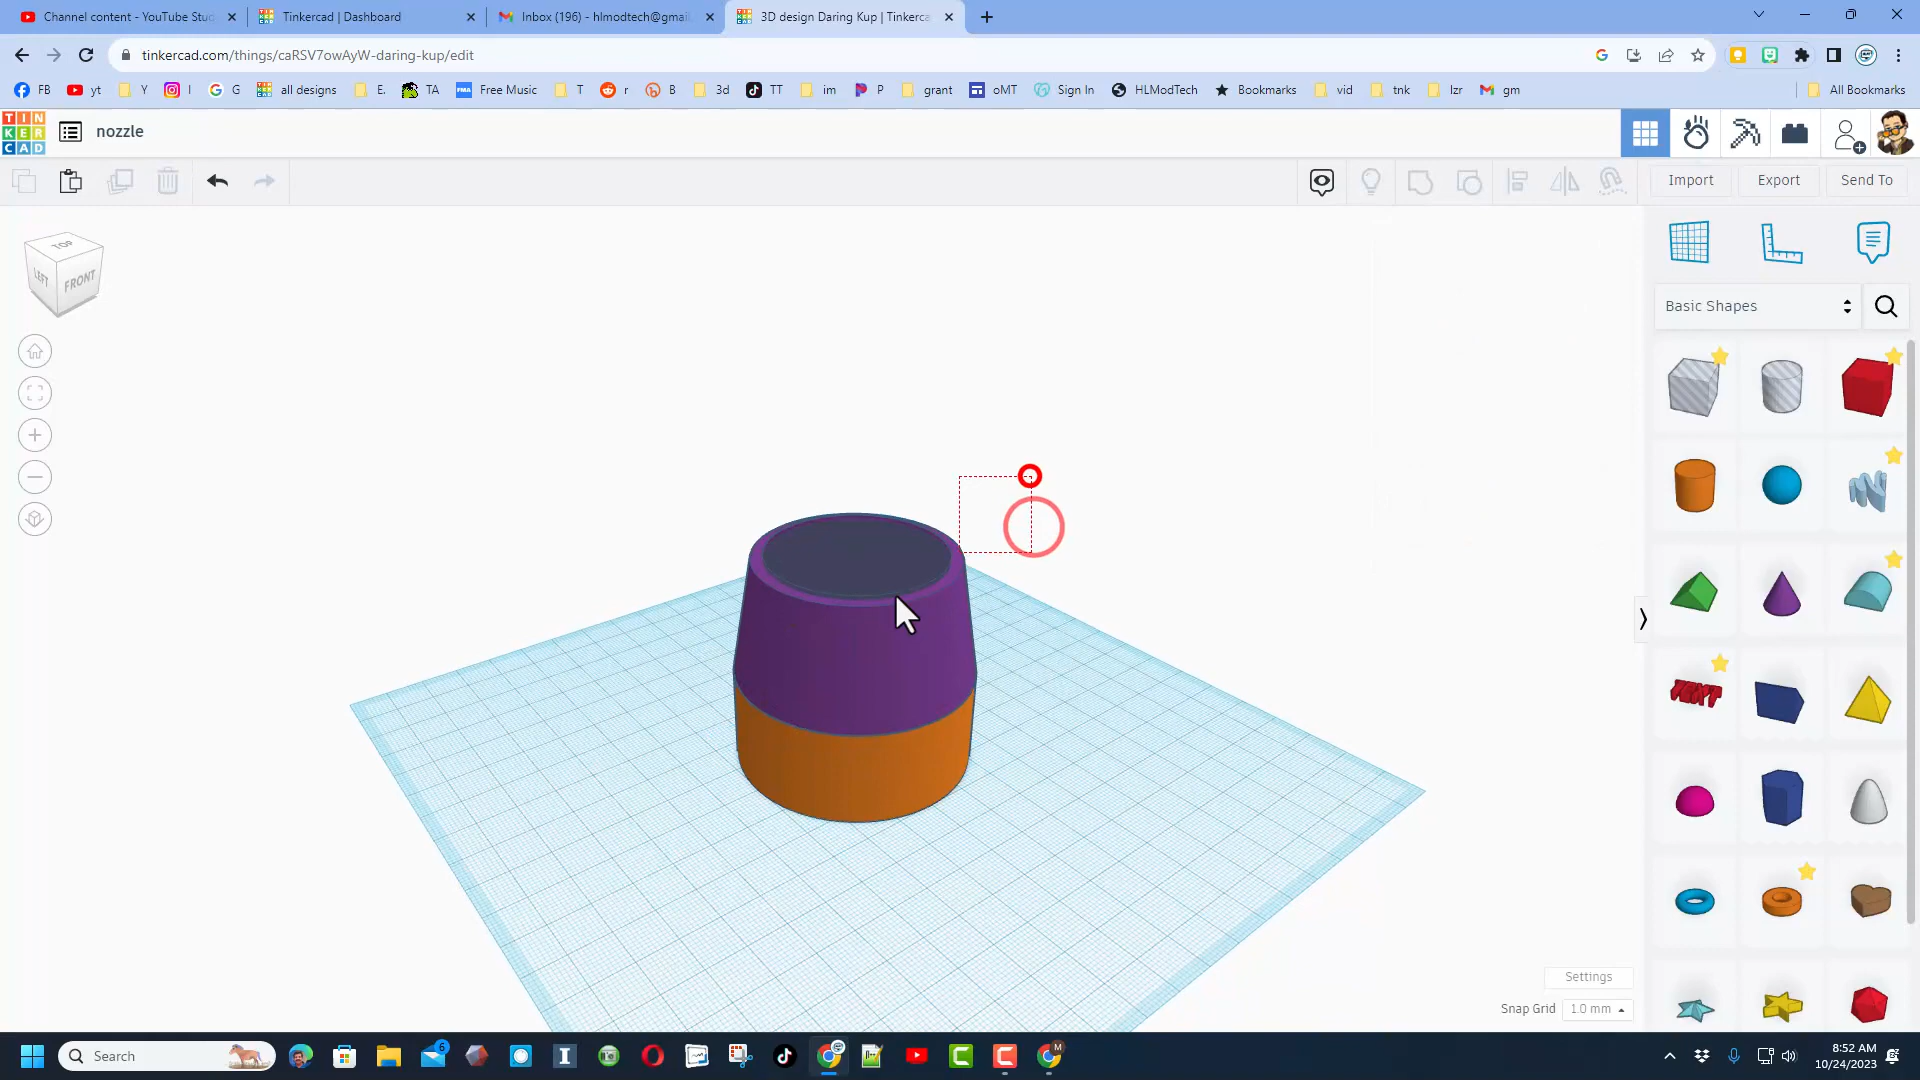 Channel content - YouTube Stud
Tinkercad | Dashboard
Inbox (196) - hlmodtech@gmail
3D design Daring Kup | Tinkerca
tinkercad.com/things/caRSV7owAyW-daring-kup/edit
FB yt Y I G all designs E. TA Free Music T r B 3d TT im P grant oMT Sign In HLModTech Bookmarks vid tnk lzr gm All Bookmarks
TIN
KER
CAD
nozzle
Import Export Send To
TOP
LEFT FRONT
Basic Shapes
TEXT
Settings
Snap Grid 1.0 mm
Search
6
M
8:52 AM
10/24/2023